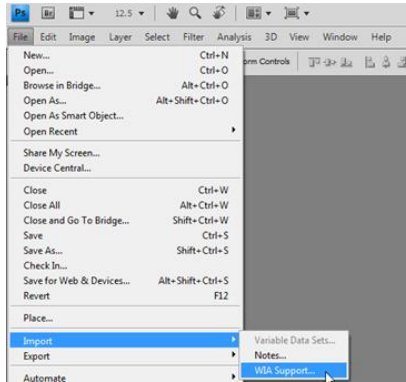 Ps Br 12.5
File Edit Image Layer Select Filter Analysis 3D View Window Help
orm Controls
New... Ctrl+N
Open... Ctrl+O
Browse in Bridge... Alt+Ctrl+O
Open As... Alt+Shift+Ctrl+O
Open As Smart Object...
Open Recent
Share My Screen...
Device Central...
Close Ctrl+W
Close All Alt+Ctrl+W
Close and Go To Bridge... Shift+Ctrl+W
Save Ctrl+S
Save As... Shift+Ctrl+S
Check In...
Save for Web & Devices... Alt+Shift+Ctrl+S
Revert F12
Place...
Import Variable Data Sets...
Export Notes...
WIA Support...
Automate